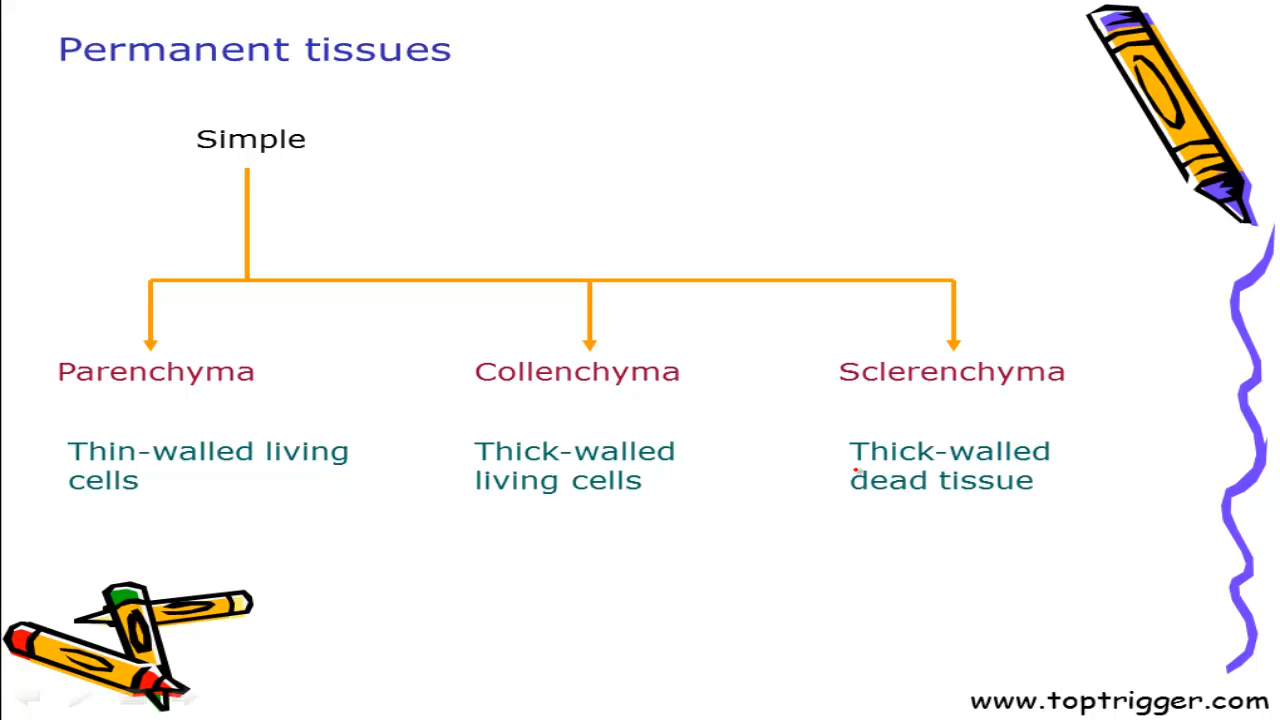 Permanent tissues
Simple
Parenchyma
Collenchyma
Sclerenchyma
Thin-walled living
cells
Thick-walled
living cells
Thick-walled
dead tissue
www.toptrigger.com